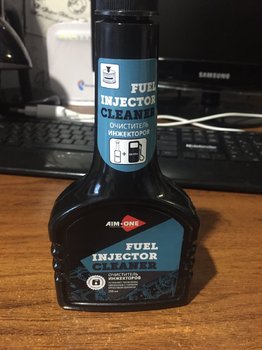 FUEL
INJECTOR
CLEANER
ОЧИСТИТЕЛЬ
ИНЖЕКТОРОВ
SAMSUNG
AIM-ONE
FUEL
INJECTOR
CLEANER
ОЧИСТИТЕЛЬ
ИНЖЕКТОРОВ